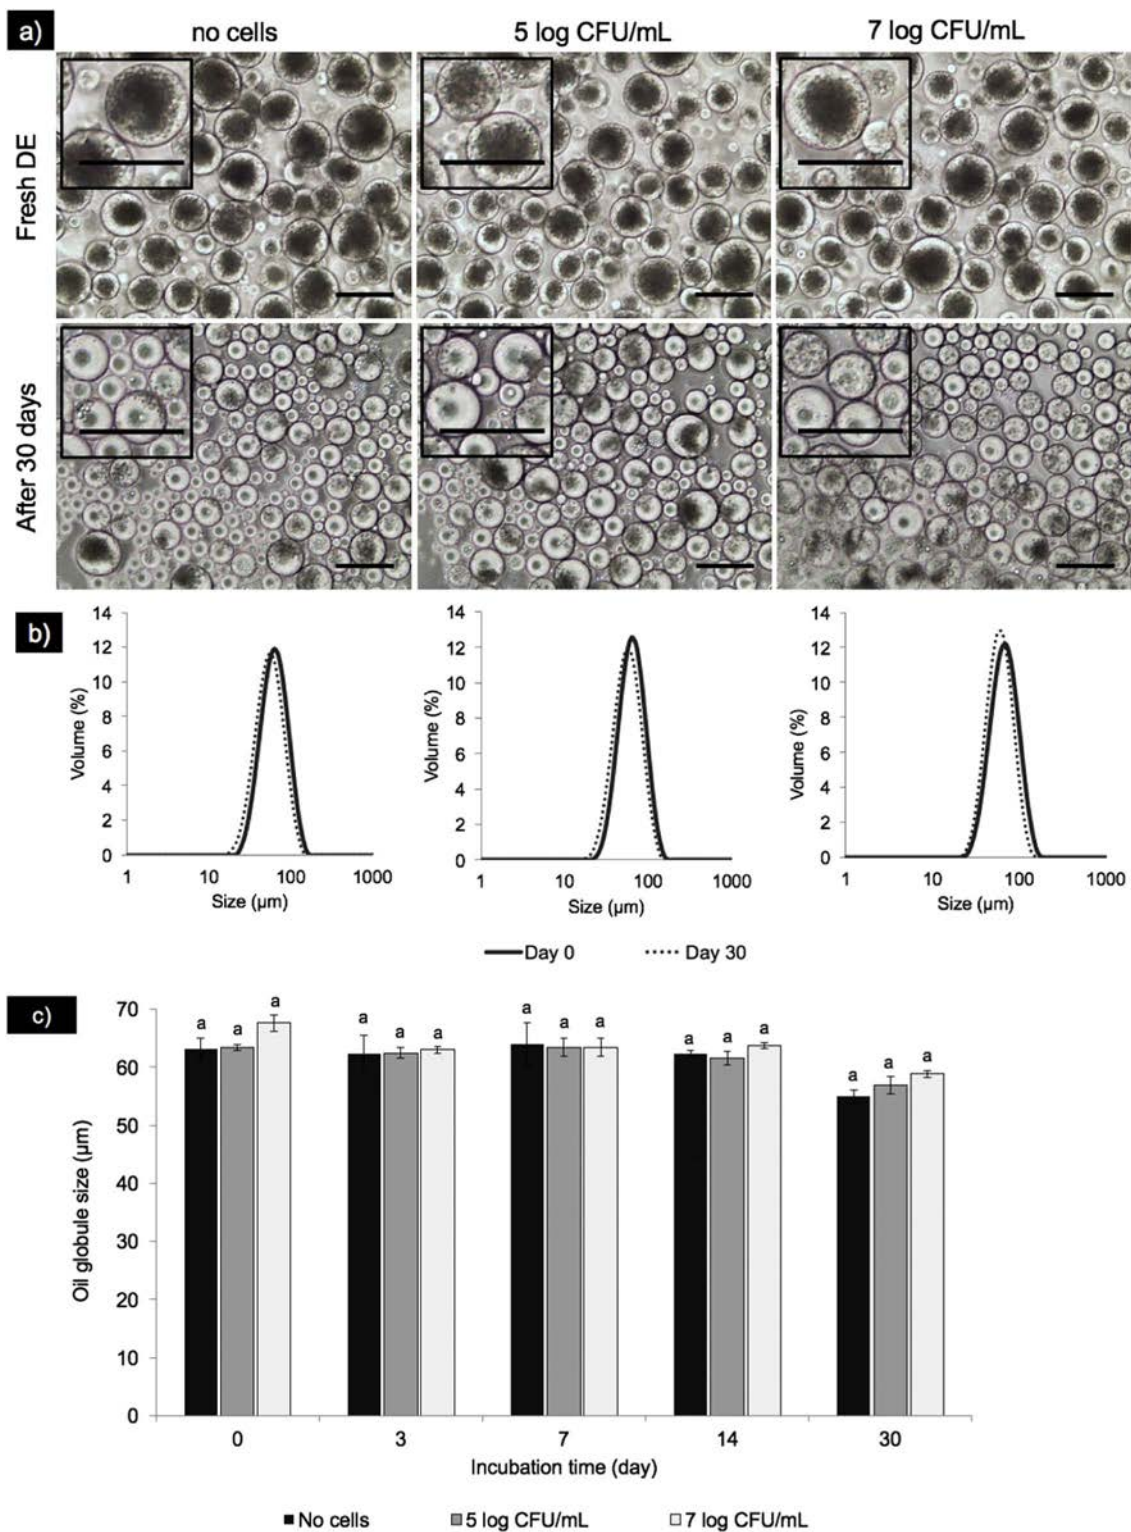 a)
no cells
5 log CFU/mL
7 log CFU/mL
Fresh DE
After 30 days
b)
14
12
10
8
6
4
2
0
Volume (%)
1
10
100
1000
Size (µm)
14
12
10
8
6
4
2
0
Volume (%)
1
10
100
1000
Size (µm)
14
12
10
8
6
4
2
0
Volume (%)
1
10
100
1000
Size (µm)
Day 0
Day 30
c)
70
60
50
40
30
20
10
0
Oil globule size (µm)
a a a
a a a
a a a
a a a
a a a
0
3
7
14
30
Incubation time (day)
No cells
5 log CFU/mL
7 log CFU/mL